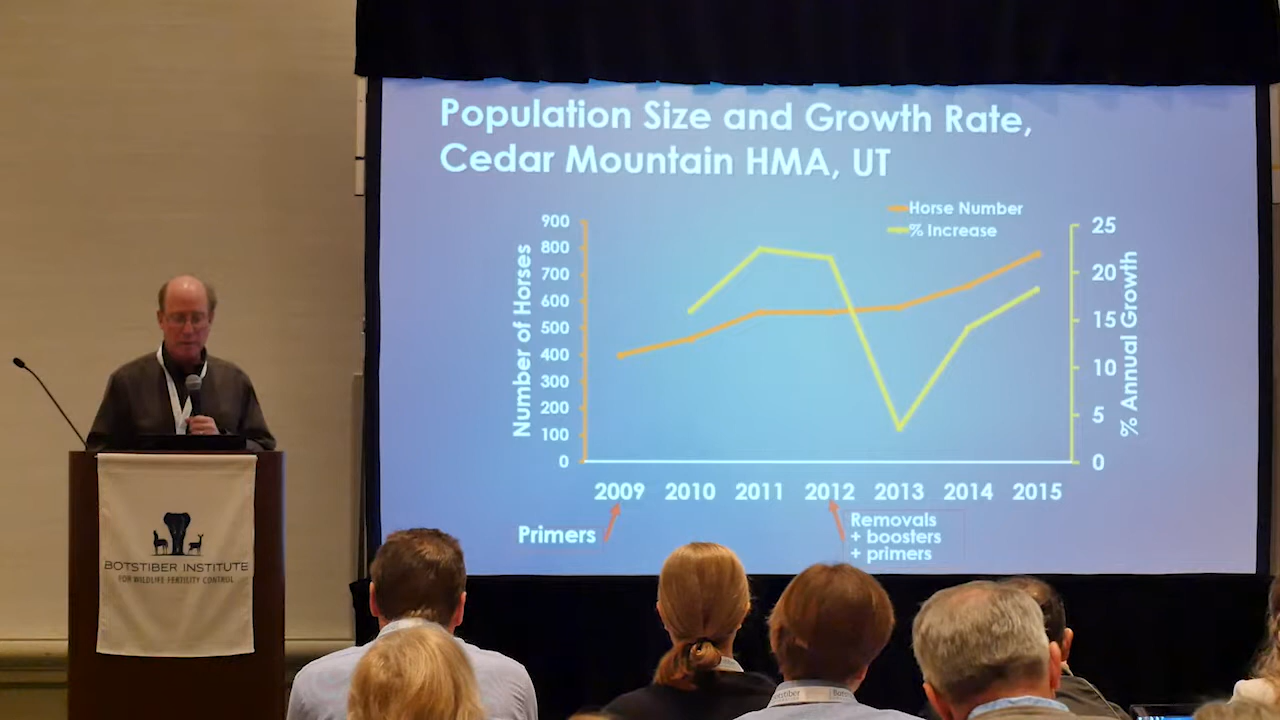 Population Size and Growth Rate,
Cedar Mountain HMA, UT
Horse Number
% Increase
Number of Horses
900
800
700
600
500
400
300
200
100
0
25
20
15
10
5
0
% Annual Growth
2009 2010 2011 2012 2013 2014 2015
Primers
Removals
+ boosters
+ primers
BOTSTIBER INSTITUTE
FOR WILDLIFE FERTILITY CONTROL